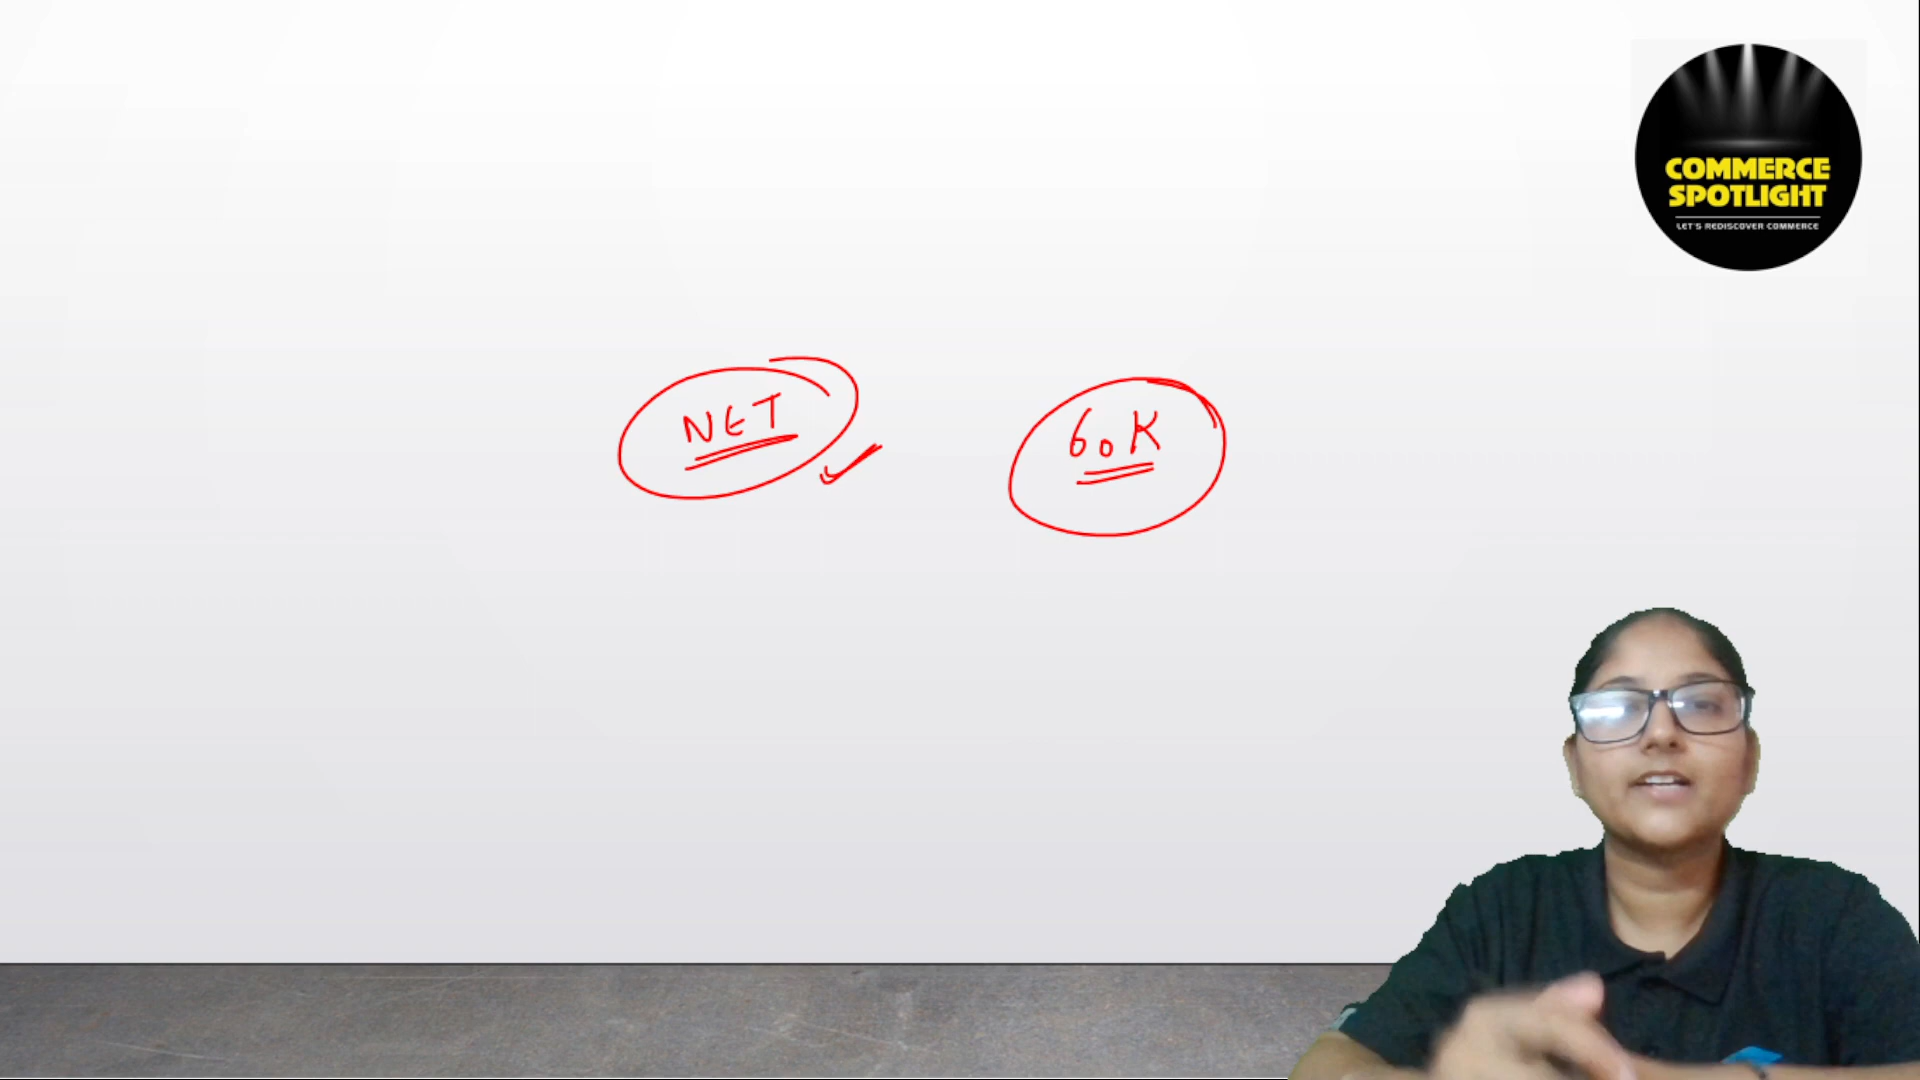 COMMERCE
SPOTLIGHT
LET'S REDISCOVER COMMERCE
NET
60K